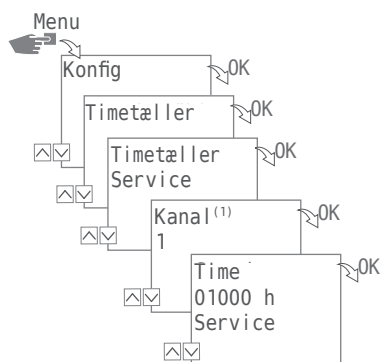 Menu
Konfig
OK
Timetæller
OK
Timetæller
Service
OK
Kanal(1)
1
OK
Time
01000 h
Service
OK